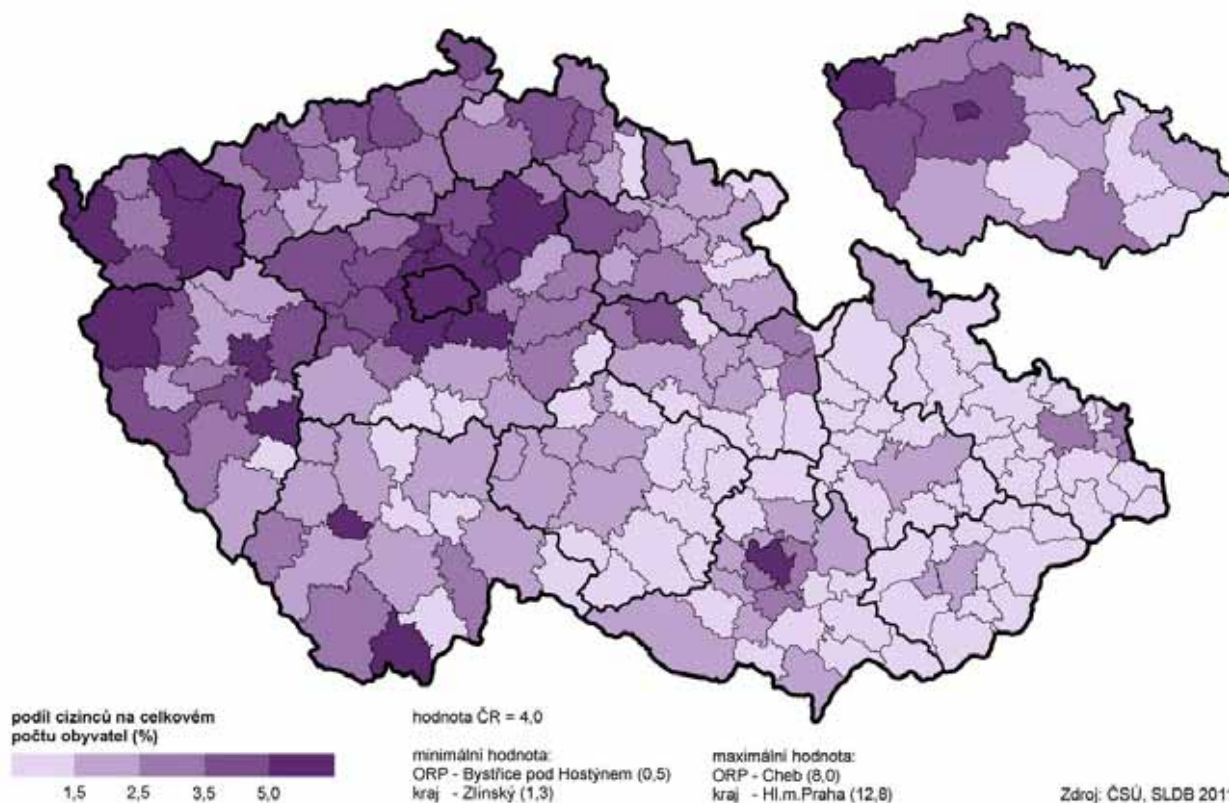 podíl cizinců na celkovém
počtu obyvatel (%)
1,5 2,5 3,5 5,0
hodnota ČR = 4,0
minimální hodnota:
ORP - Bystřice pod Hostýnem (0,5)
kraj - Zlínský (1,3)
maximální hodnota:
ORP - Cheb (8,0)
kraj - Hl.m.Praha (12,8)
Zdroj: ČSÚ, SLDB